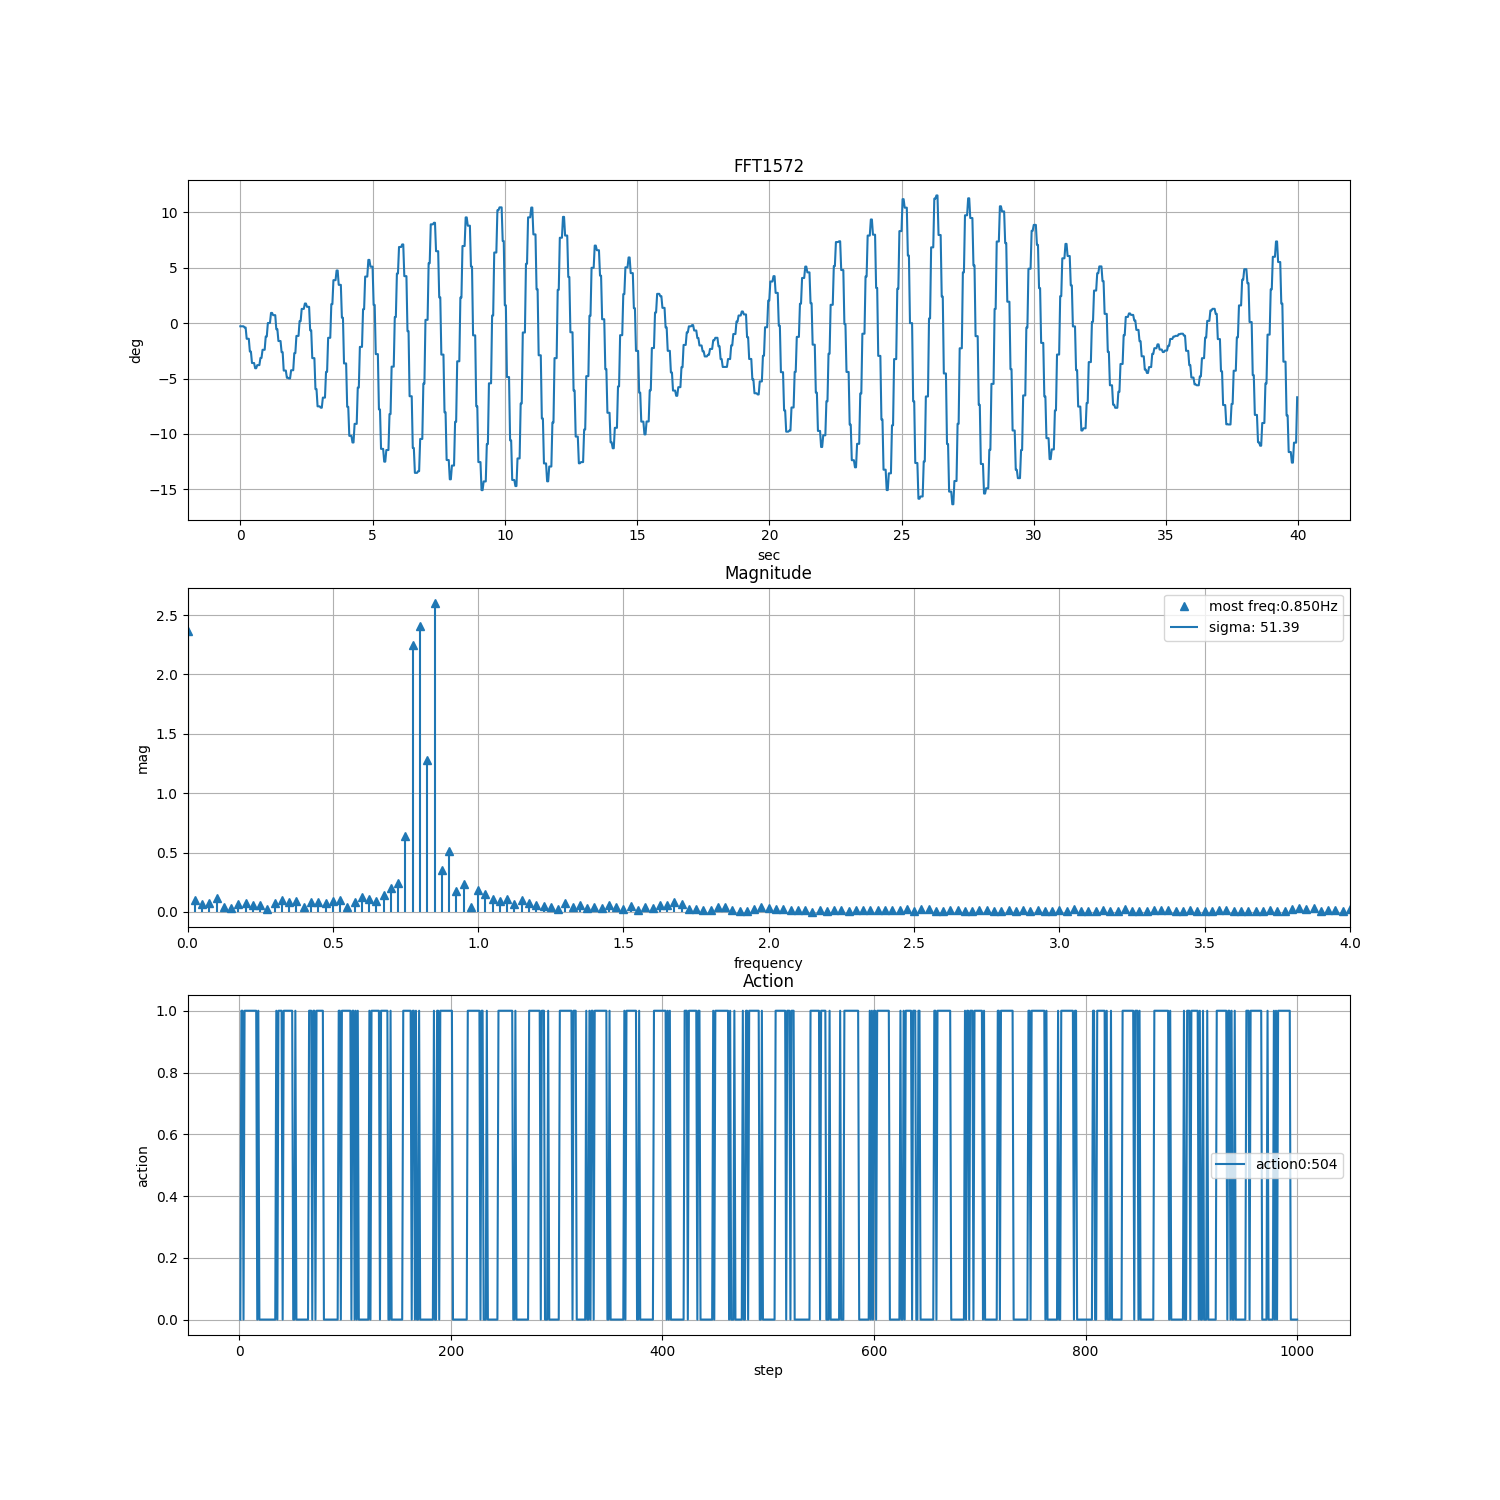 FFT1572
10
5
0
−5
−10
−15
deg
0 5 10 15 20 25 30 35 40
sec
Magnitude
most freq:0.850Hz
sigma: 51.39
2.5
2.0
1.5
1.0
0.5
0.0
mag
0.0 0.5 1.0 1.5 2.0 2.5 3.0 3.5 4.0
frequency
Action
1.0
0.8
0.6
0.4
0.2
0.0
action
action0:504
0 200 400 600 800 1000
step